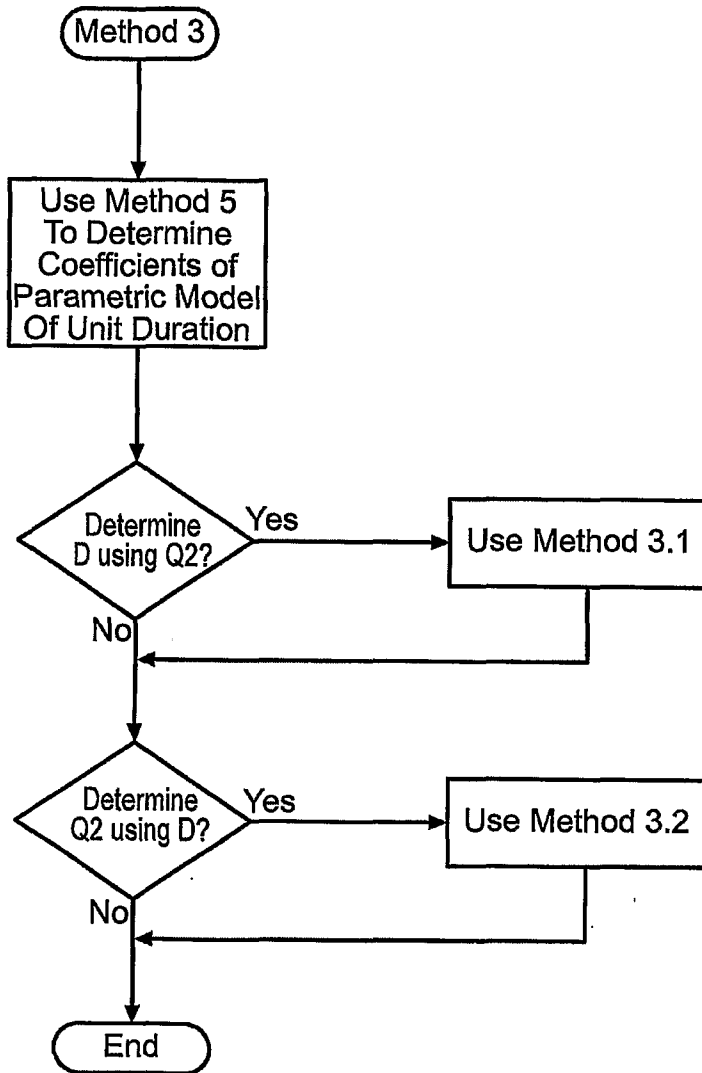 Method 3
Use Method 5
To Determine
Coefficients of
Parametric Model
Of Unit Duration
Determine
D using Q2?
Yes
Use Method 3.1
No
Determine
Q2 using D?
Yes
Use Method 3.2
No
End